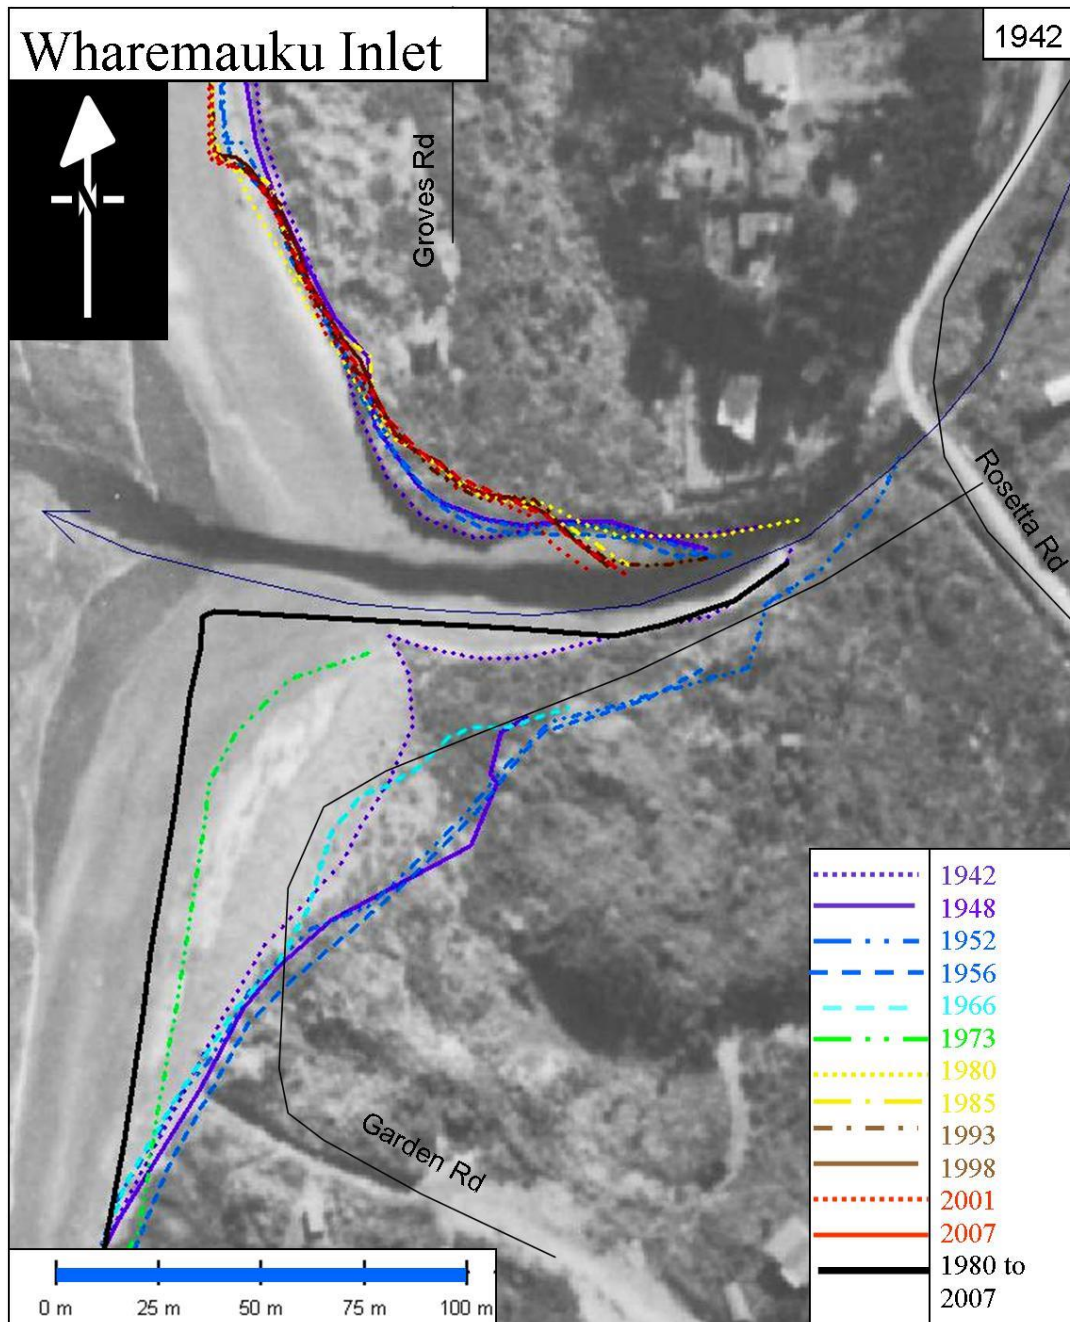 Wharemauku Inlet
1942
N
Groves Rd
Rosetta Rd
Garden Rd
1942
1948
1952
1956
1966
1973
1980
1985
1993
1998
2001
2007
1980 to
2007
0 m 25 m 50 m 75 m 100 m